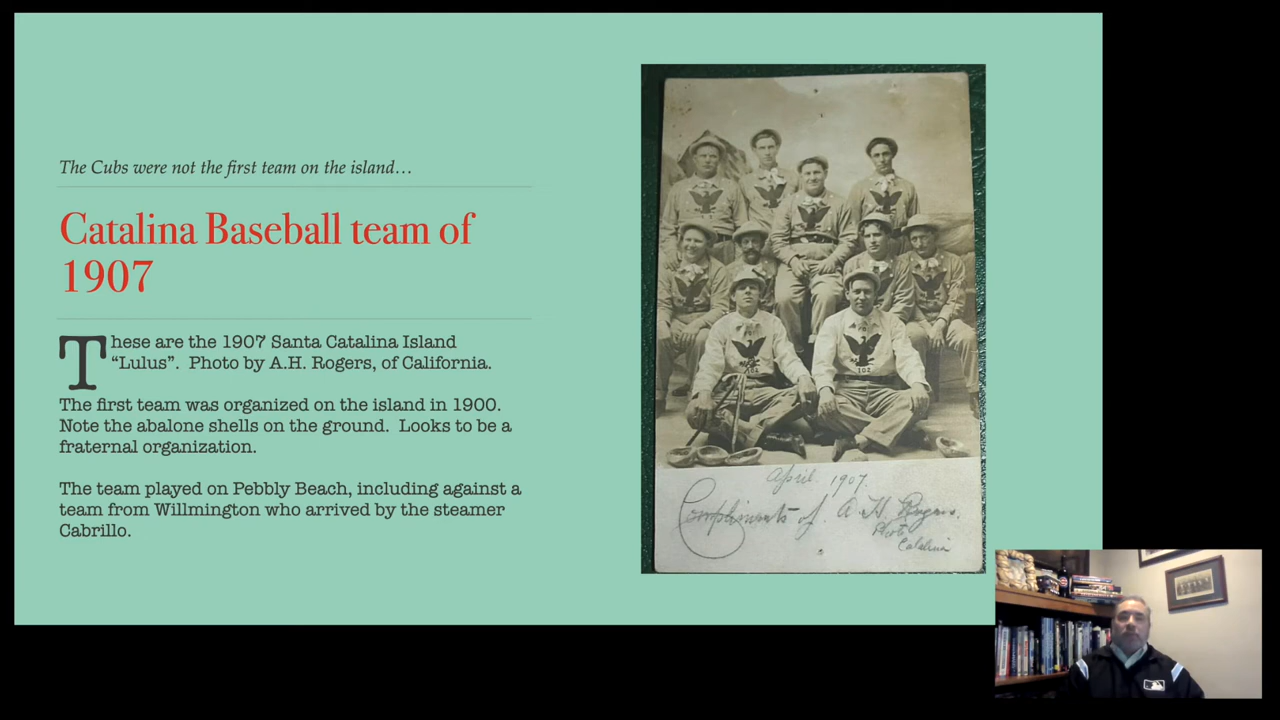 The Cubs were not the first team on the island…
Catalina Baseball team of
1907
These are the 1907 Santa Catalina Island
“Lulus”. Photo by A.H. Rogers, of California.
The first team was organized on the island in 1900.
Note the abalone shells on the ground. Looks to be a
fraternal organization.
The team played on Pebbly Beach, including against a
team from Willmington who arrived by the steamer
Cabrillo.
102
April. 1907.
Compliments of. A. H. Rogers.
Catalina